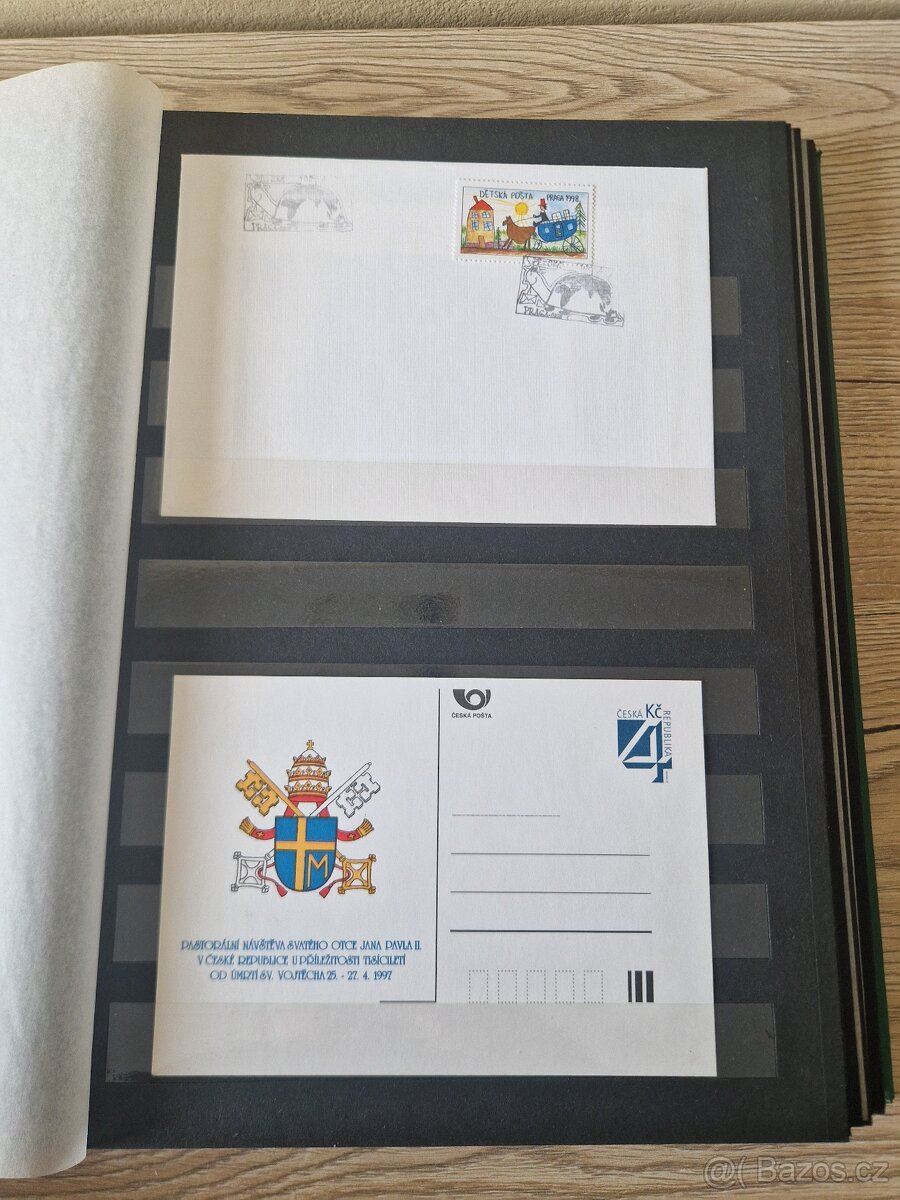 DĚTSKÁ POŠTA PRAGA 1998
PRAGA
ČESKÁ POŠTA
ČESKÁ Kč
REPUBLIKA
4
PASTORÁLNÍ NÁVŠTĚVA SVATÉHO OTCE JANA PAVLA II.
V ČESKÉ REPUBLICE U PŘÍLEŽITOSTI TISÍCILETÍ
OD ÚMRTÍ SV. VOJTĚCHA 25. - 27. 4. 1997
M
Bazos.cz